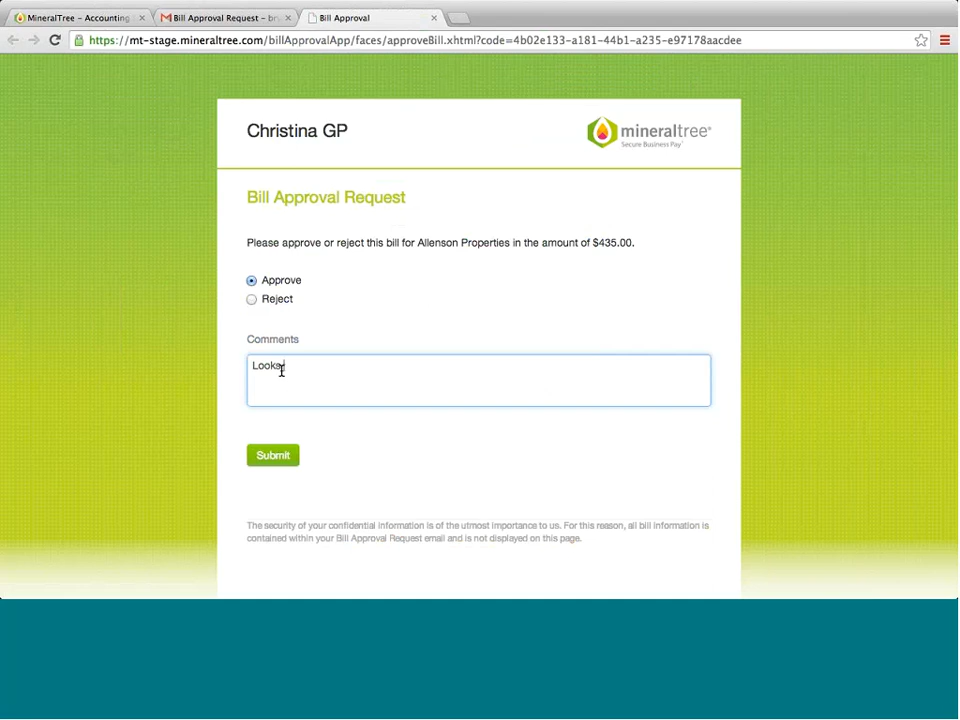 MineralTree - Accounting
Bill Approval Request - bru
Bill Approval
https://mt-stage.mineraltree.com/billApprovalApp/faces/approveBill.xhtml?code=4b02e133-a181-44b1-a235-e97178aacdee
Christina GP
mineraltree®
Secure Business Pay™
Bill Approval Request
Please approve or reject this bill for Allenson Properties in the amount of $435.00.
Approve
Reject
Comments
Looks
Submit
The security of your confidential information is of the utmost importance to us. For this reason, all bill information is
contained within your Bill Approval Request email and is not displayed on this page.